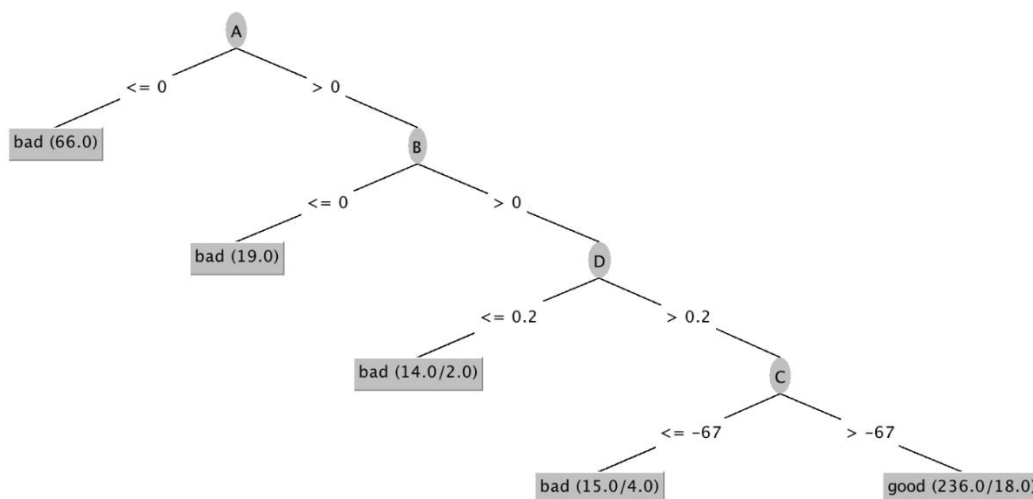 A
<= 0
> 0
bad (66.0)
B
<= 0
> 0
bad (19.0)
D
<= 0.2
> 0.2
bad (14.0/2.0)
C
<= -67
> -67
bad (15.0/4.0)
good (236.0/18.0)